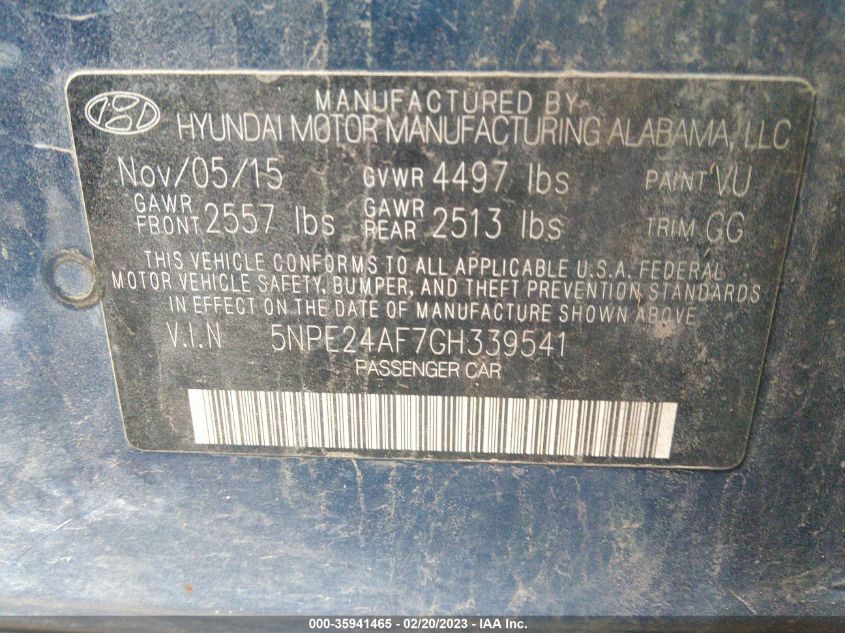 MANUFACTURED BY
HYUNDAI MOTOR MANUFACTURING ALABAMA, LLC
Nov/05/15 GVWR 4497 lbs PAINT VU
GAWR FRONT 2557 lbs GAWR REAR 2513 lbs TRIM GG
THIS VEHICLE CONFORMS TO ALL APPLICABLE U.S.A. FEDERAL
MOTOR VEHICLE SAFETY, BUMPER, AND THEFT PREVENTION STANDARDS
IN EFFECT ON THE DATE OF MANUFACTURE SHOWN ABOVE.
V.I.N 5NPE24AF7GH339541
PASSENGER CAR
000-35941465 - 02/20/2023 - IAA Inc.